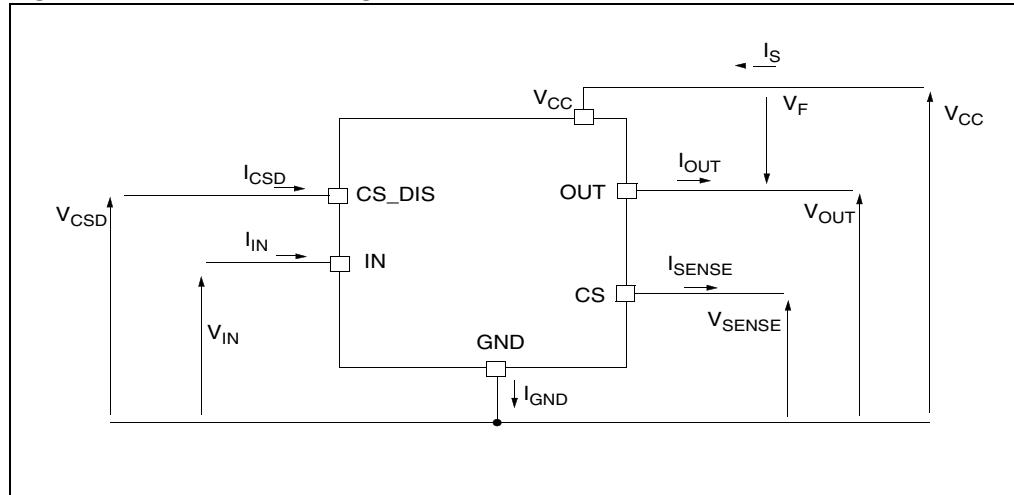 I_S
V_CC
V_F
V_CC
I_CSD
I_OUT
CS_DIS
OUT
V_CSD
V_OUT
I_IN
IN
I_SENSE
CS
V_IN
V_SENSE
GND
I_GND